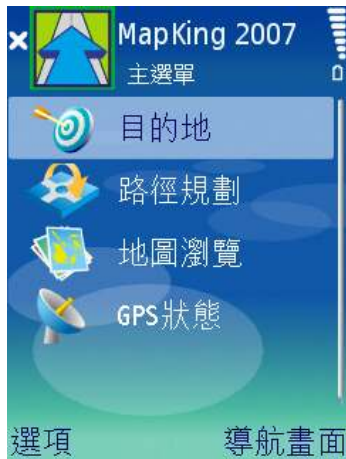 MapKing 2007
主選單
目的地
路徑規劃
地圖瀏覽
GPS狀態
選項 導航畫面